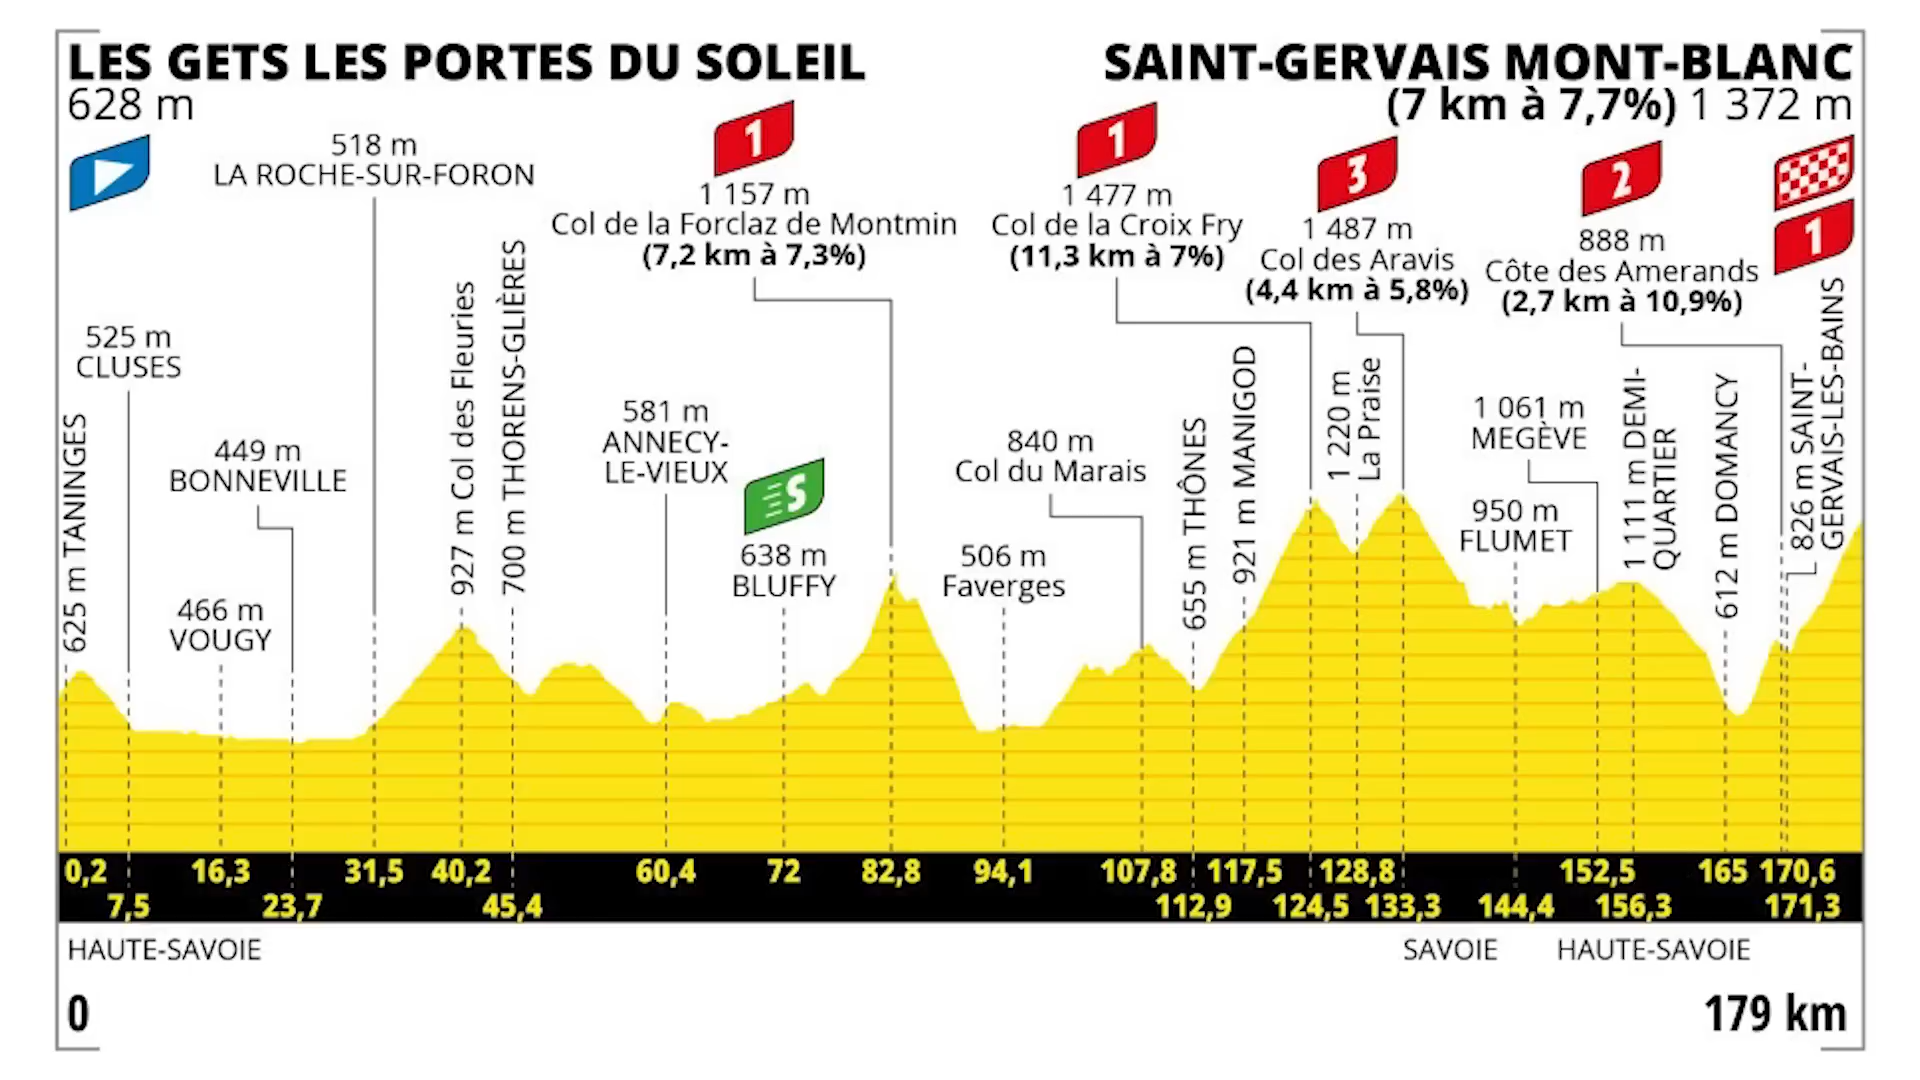 LES GETS LES PORTES DU SOLEIL
628 m
SAINT-GERVAIS MONT-BLANC
(7 km à 7,7%) 1 372 m
625 m TANINGES
525 m
CLUSES
466 m
VOUGY
449 m
BONNEVILLE
518 m
LA ROCHE-SUR-FORON
927 m Col des Fleuries
700 m THORENS-GLIÈRES
581 m
ANNECY-
LE-VIEUX
S
638 m
BLUFFY
1
1 157 m
Col de la Forclaz de Montmin
(7,2 km à 7,3%)
506 m
Faverges
840 m
Col du Marais
655 m THÔNES
921 m MANIGOD
1
1 477 m
Col de la Croix Fry
(11,3 km à 7%)
1 220 m
La Praise
3
1 487 m
Col des Aravis
(4,4 km à 5,8%)
950 m
FLUMET
1 061 m
MEGÈVE
1 111 m DEMI-
QUARTIER
612 m DOMANCY
2
888 m
Côte des Amerands
(2,7 km à 10,9%)
826 m SAINT-
GERVAIS-LES-BAINS
1
0,2 16,3 31,5 40,2 60,4 72 82,8 94,1 107,8 117,5 128,8 152,5 165 170,6
7,5 23,7 45,4 112,9 124,5 133,3 144,4 156,3 171,3
HAUTE-SAVOIE SAVOIE HAUTE-SAVOIE
0 179 km